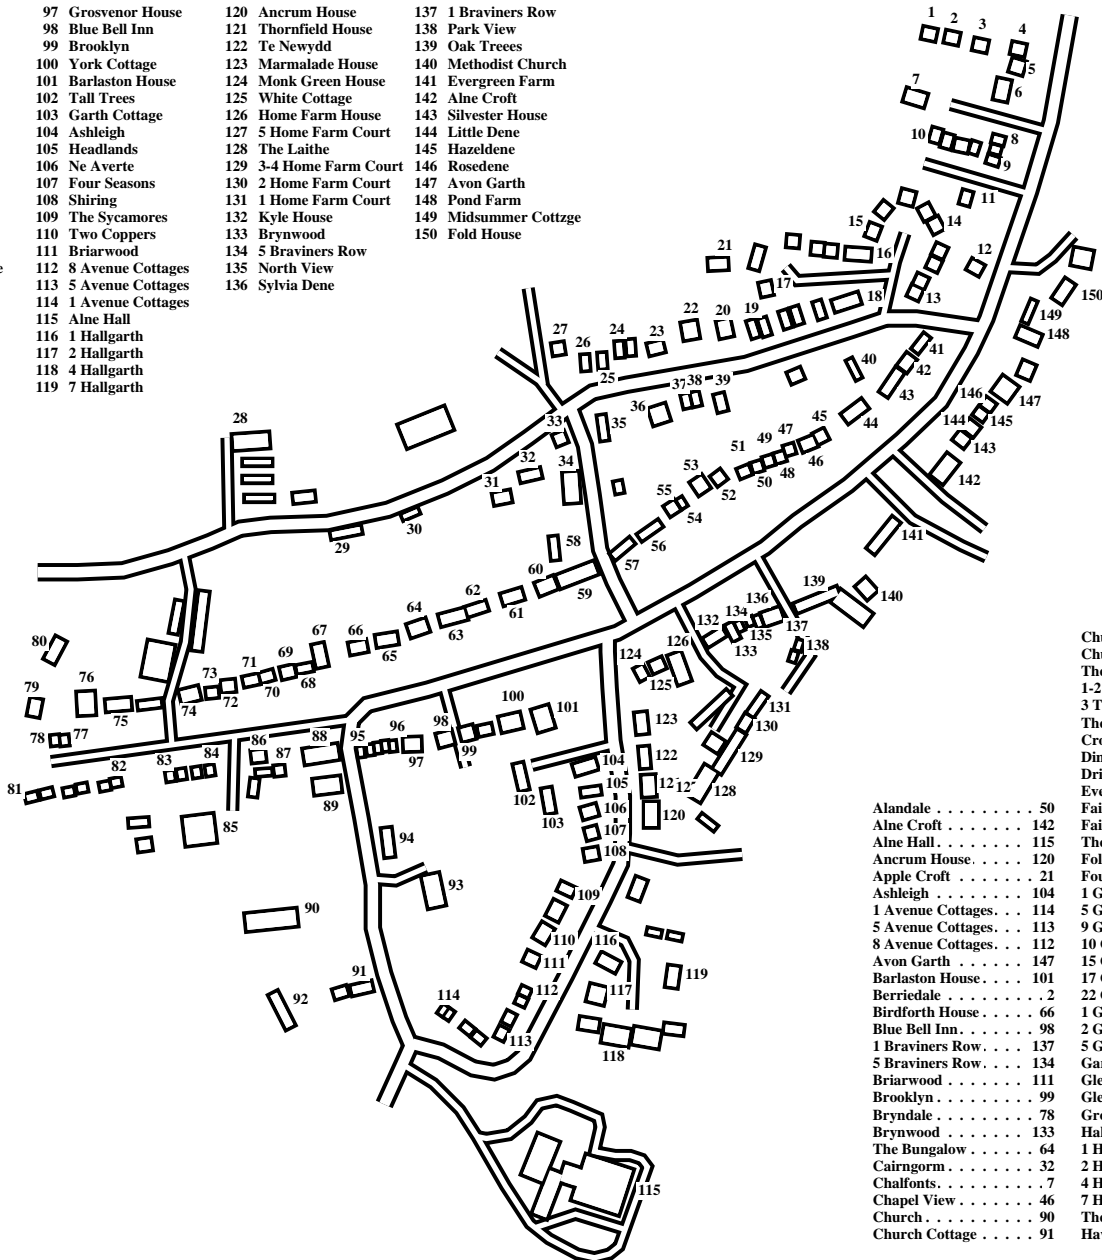 97 Grosvenor House
98 Blue Bell Inn
99 Brooklyn
100 York Cottage
101 Barlaston House
102 Tall Trees
103 Garth Cottage
104 Ashleigh
105 Headlands
106 Ne Averte
107 Four Seasons
108 Shiring
109 The Sycamores
110 Two Coppers
111 Briarwood
112 8 Avenue Cottages
113 5 Avenue Cottages
114 1 Avenue Cottages
115 Alne Hall
116 1 Hallgarth
117 2 Hallgarth
118 4 Hallgarth
119 7 Hallgarth
120 Ancrum House
121 Thornfield House
122 Te Newydd
123 Marmalade House
124 Monk Green House
125 White Cottage
126 Home Farm House
127 5 Home Farm Court
128 The Laithe
129 3-4 Home Farm Court
130 2 Home Farm Court
131 1 Home Farm Court
132 Kyle House
133 Brynwood
134 5 Braviners Row
135 North View
136 Sylvia Dene
137 1 Braviners Row
138 Park View
139 Oak Treees
140 Methodist Church
141 Evergreen Farm
142 Alne Croft
143 Silvester House
144 Little Dene
145 Hazeldene
146 Rosedene
147 Avon Garth
148 Pond Farm
149 Midsummer Cottzge
150 Fold House
1 2 3 4
5
6
7
8
9
10
11
12
13
14
15
16
17
18
19
20
21
22
23
24
25
26
27
28
29
30
31
32
33
34
35
36
37
38
39
40
41
42
43
44
45
46
47
48
49
50
51
52
53
54
55
56
57
58
59
60
61
62
63
64
65
66
67
68
69
70
71
72
73
74
75
76
77
78
79
80
81
82
83
84
85
86
87
88
89
90
91
92
93
94
95
96
97
98
99
100
101
102
103
104
105
106
107
108
109
110
111
112
113
114
115
116
117
118
119
120
122
123
124
125
126
128
129
130
131
132
133
134
135
136
137
138
139
140
141
142
143
144
145
146
147
148
149
150
Alandale . . . . . . . . . 50
Alne Croft . . . . . . . 142
Alne Hall . . . . . . . . 115
Ancrum House . . . . . 120
Apple Croft . . . . . . . 21
Ashleigh . . . . . . . . 104
1 Avenue Cottages . . . 114
5 Avenue Cottages . . . 113
8 Avenue Cottages . . . 112
Avon Garth . . . . . . 147
Barlaston House . . . . 101
Berriedale . . . . . . . . . 2
Birdforth House . . . . . 66
Blue Bell Inn . . . . . . . 98
1 Braviners Row . . . . 137
5 Braviners Row . . . . 134
Briarwood . . . . . . . 111
Brooklyn . . . . . . . . . 99
Bryndale . . . . . . . . . 78
Brynwood . . . . . . . 133
The Bungalow . . . . . . 64
Cairngorm . . . . . . . . 32
Chalfonts . . . . . . . . . 7
Chapel View . . . . . . . 46
Church . . . . . . . . . . 90
Church Cottage . . . . . 91